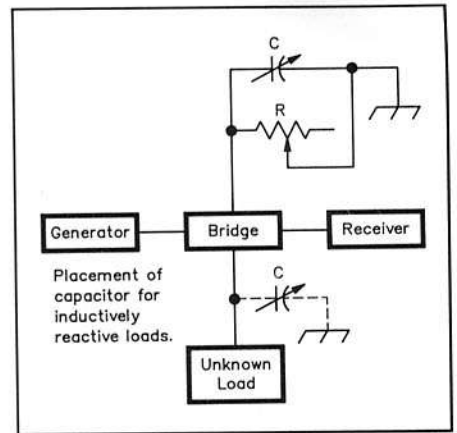 C
R
Generator
Bridge
Receiver
Placement of
capacitor for
inductively
reactive loads.
C
Unknown
Load